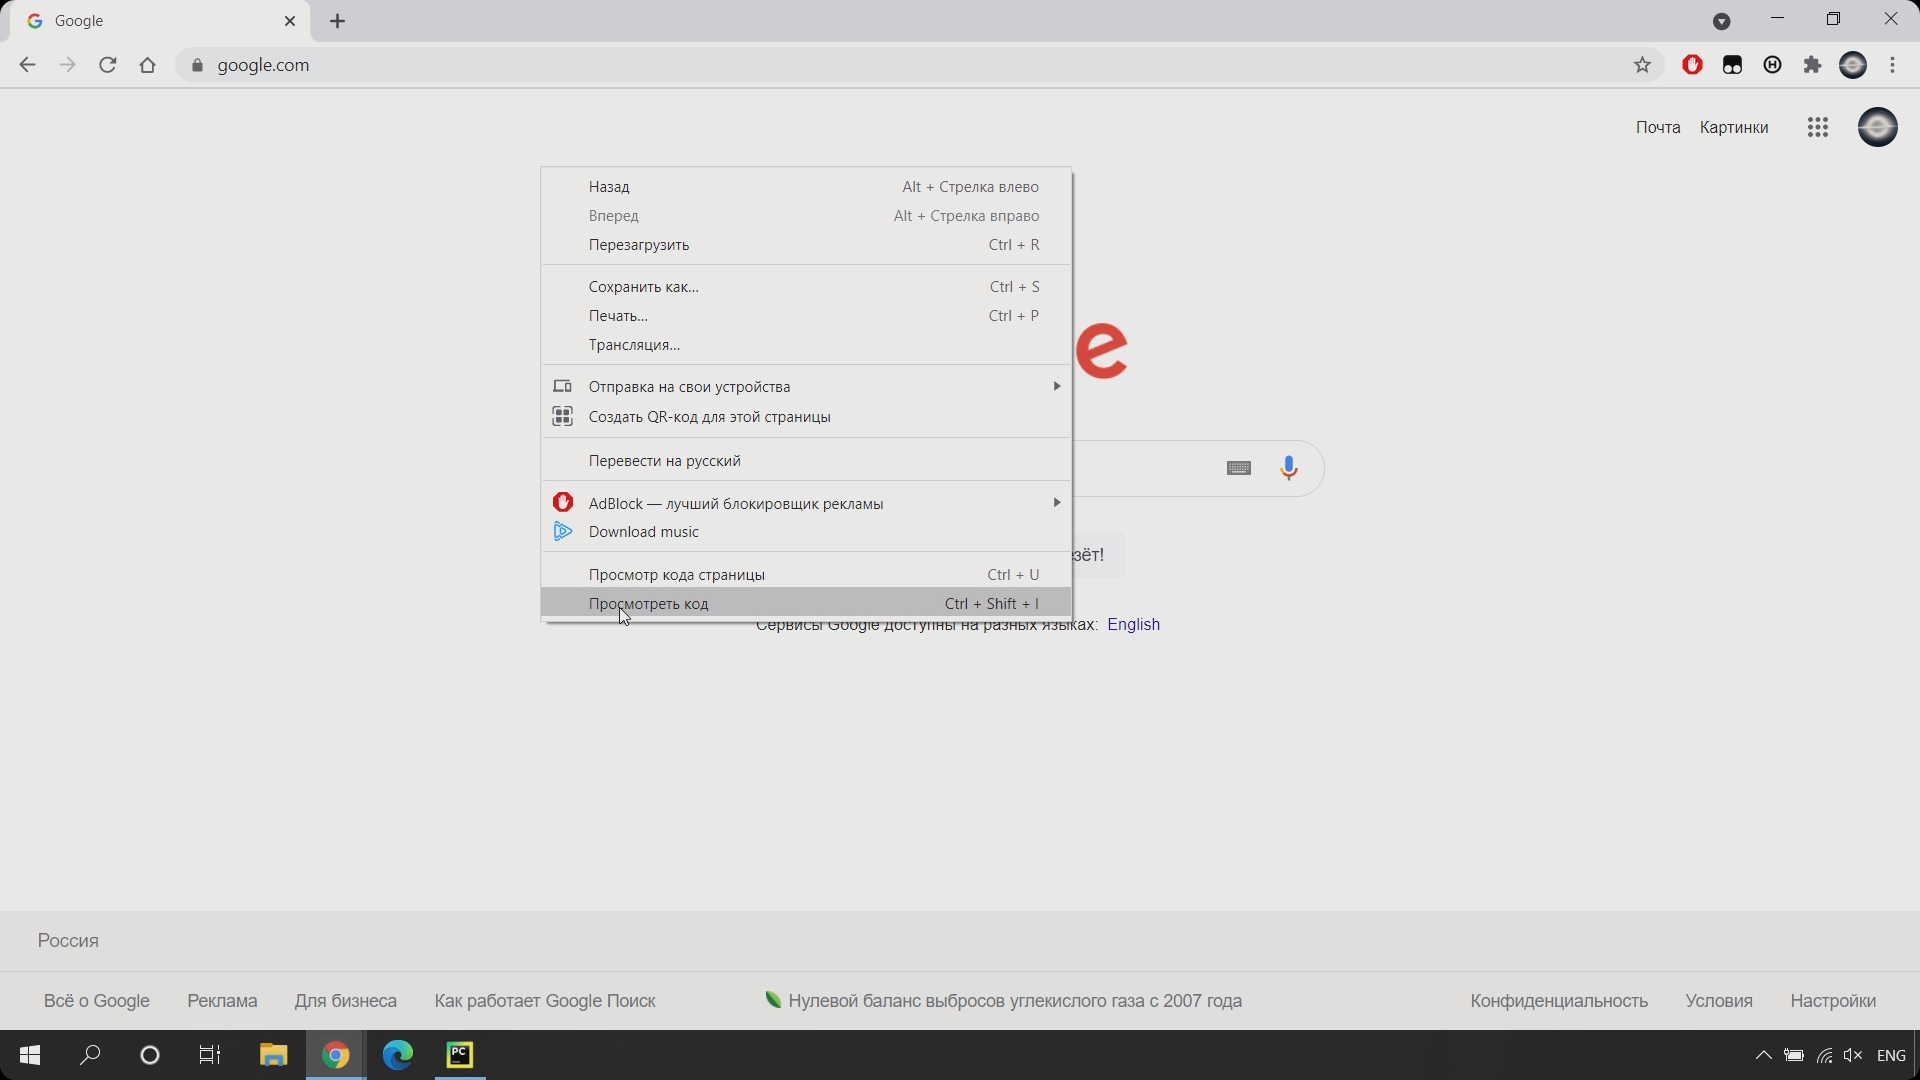 Google
google.com
Почта Картинки
Назад Alt + Стрелка влево
Вперед Alt + Стрелка вправо
Перезагрузить Ctrl + R
Сохранить как... Ctrl + S
Печать... Ctrl + P
Трансляция...
e
Отправка на свои устройства
Создать QR-код для этой страницы
Перевести на русский
AdBlock — лучший блокировщик рекламы
Download music
зёт!
Просмотр кода страницы Ctrl + U
Просмотреть код Ctrl + Shift + I
Сервисы Google доступны на разных языках: English
Россия
Всё о Google Реклама Для бизнеса Как работает Google Поиск Нулевой баланс выбросов углекислого газа с 2007 года Конфиденциальность Условия Настройки
PC
ENG